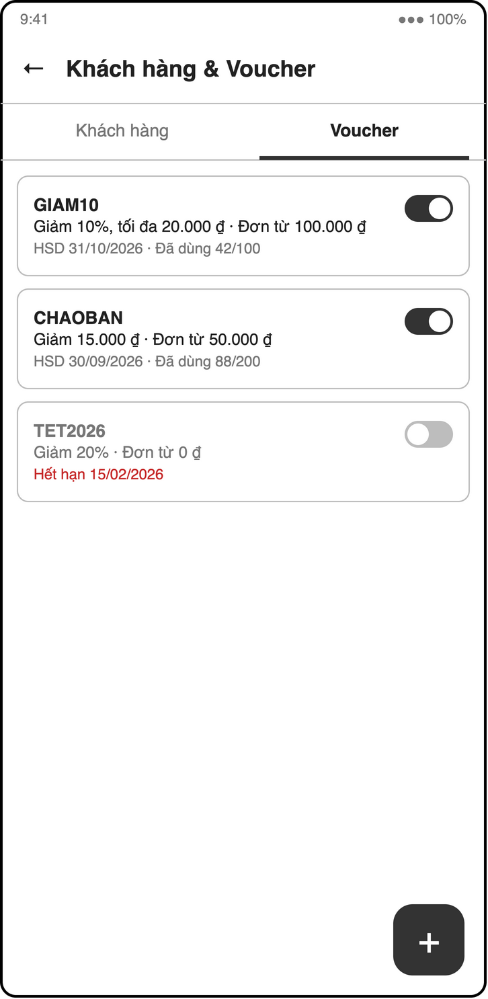 9:41 ●●● 100%
← Khách hàng & Voucher
Khách hàng Voucher
GIAM10
Giảm 10%, tối đa 20.000 ₫ · Đơn từ 100.000 ₫
HSD 31/10/2026 · Đã dùng 42/100
CHAOBAN
Giảm 15.000 ₫ · Đơn từ 50.000 ₫
HSD 30/09/2026 · Đã dùng 88/200
TET2026
Giảm 20% · Đơn từ 0 ₫
Hết hạn 15/02/2026
+